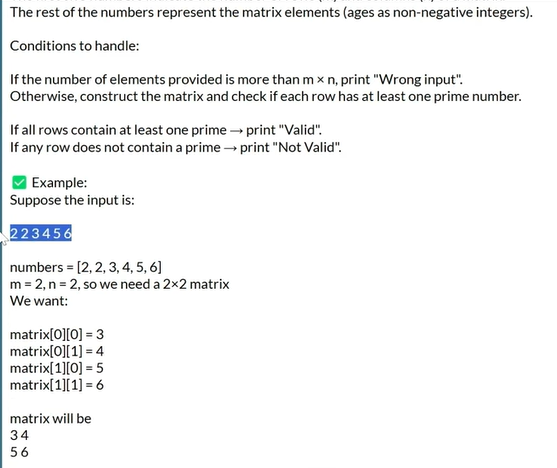 The rest of the numbers represent the matrix elements (ages as non-negative integers).
Conditions to handle:
If the number of elements provided is more than m × n, print "Wrong input".
Otherwise, construct the matrix and check if each row has at least one prime number.
If all rows contain at least one prime → print "Valid".
If any row does not contain a prime → print "Not Valid".
✅ Example:
Suppose the input is:
2 2 3 4 5 6
numbers = [2, 2, 3, 4, 5, 6]
m = 2, n = 2, so we need a 2×2 matrix
We want:
matrix[0][0] = 3
matrix[0][1] = 4
matrix[1][0] = 5
matrix[1][1] = 6
matrix will be
3 4
5 6